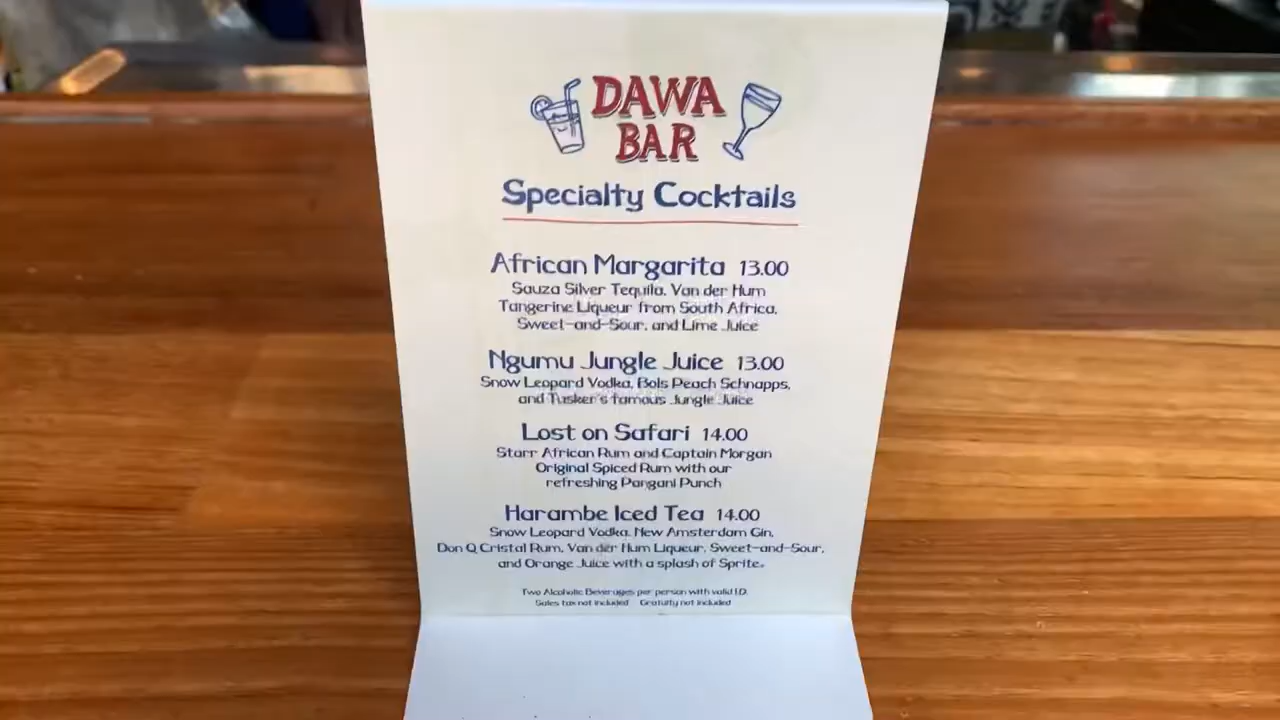 DAWA
BAR
Specialty Cocktails
African Margarita 13.00
Sauza Silver Tequila, Van der Hum
Tangerine Liqueur from South Africa,
Sweet-and-Sour, and Lime Juice
Ngumu Jungle Juice 13.00
Snow Leopard Vodka, Bols Peach Schnapps,
and Tusker's famous Jungle Juice
Lost on Safari 14.00
Starr African Rum and Captain Morgan
Original Spiced Rum with our
refreshing Pangani Punch
Harambe Iced Tea 14.00
Snow Leopard Vodka, New Amsterdam Gin,
Don Q Cristal Rum, Van der Hum Liqueur, Sweet-and-Sour,
and Orange Juice with a splash of Sprite.
Two Alcoholic Beverages per person with valid I.D.
Sales tax not included Gratuity not included